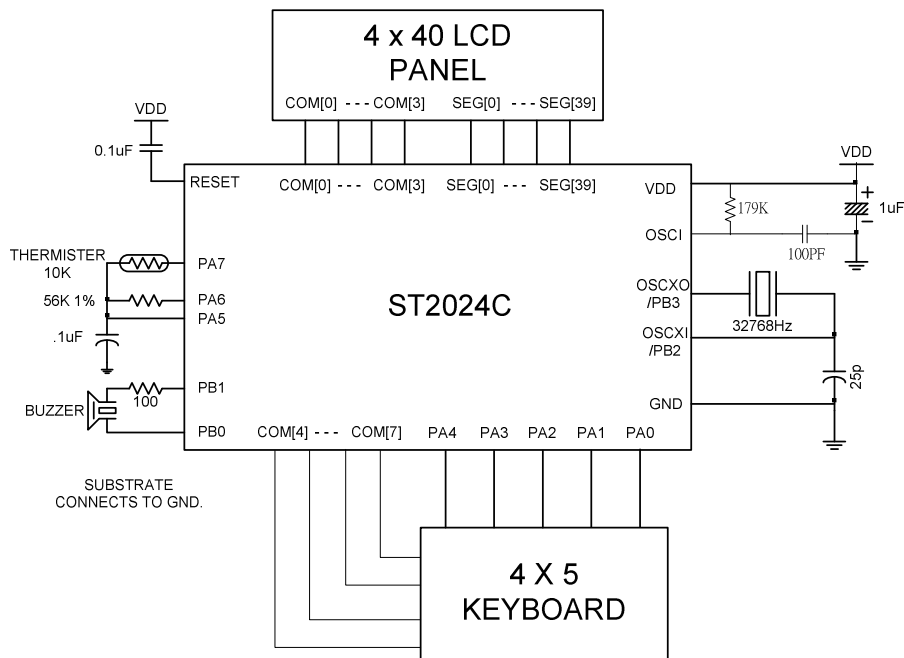 4 x 40 LCD
PANEL
COM[0] --- COM[3] SEG[0] --- SEG[39]
VDD
0.1uF
RESET
COM[0] --- COM[3] SEG[0] --- SEG[39]
VDD
VDD
179K
+
1uF
-
OSCI
100PF
THERMISTER
10K
PA7
56K 1%
PA6
PA5
.1uF
ST2024C
OSCXO
/PB3
32768Hz
OSCXI
/PB2
25p
PB1
100
BUZZER
PB0
GND
COM[4] --- COM[7] PA4 PA3 PA2 PA1 PA0
SUBSTRATE
CONNECTS TO GND.
4 X 5
KEYBOARD